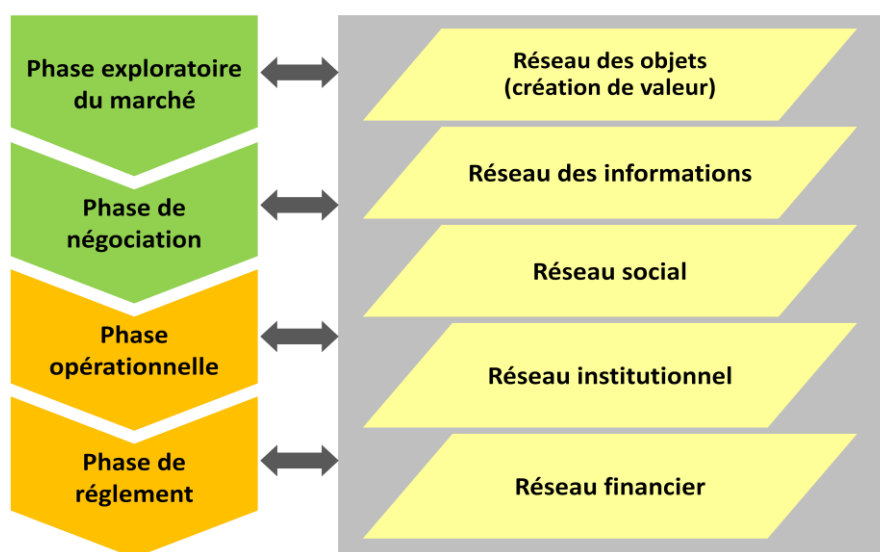 Phase exploratoire
du marché
Phase de
négociation
Phase
opérationnelle
Phase de
réglement
Réseau des objets
(création de valeur)
Réseau des informations
Réseau social
Réseau institutionnel
Réseau financier